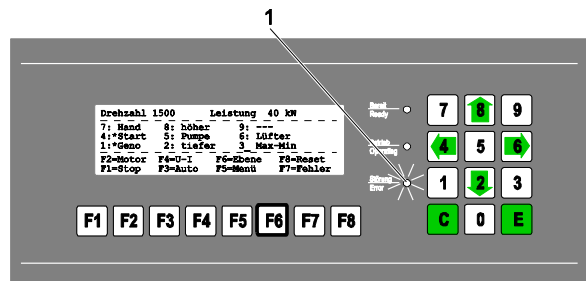 1
Drehzahl 1500 Leistung 40 kW
7: Hand 8: höher 9: ---
4:*Start 5: Pumpe 6: Lüfter
1:*Geno 2: tiefer 3_ Max-Min
F2=Motor F4=U-I F6=Ebene F8=Reset
F1=Stop F3=Auto F5=Menü F7=Fehler
Bereit
Ready
Betrieb
Operating
Störung
Error
7 8 9
4 5 6
1 2 3
C 0 E
F1 F2 F3 F4 F5 F6 F7 F8